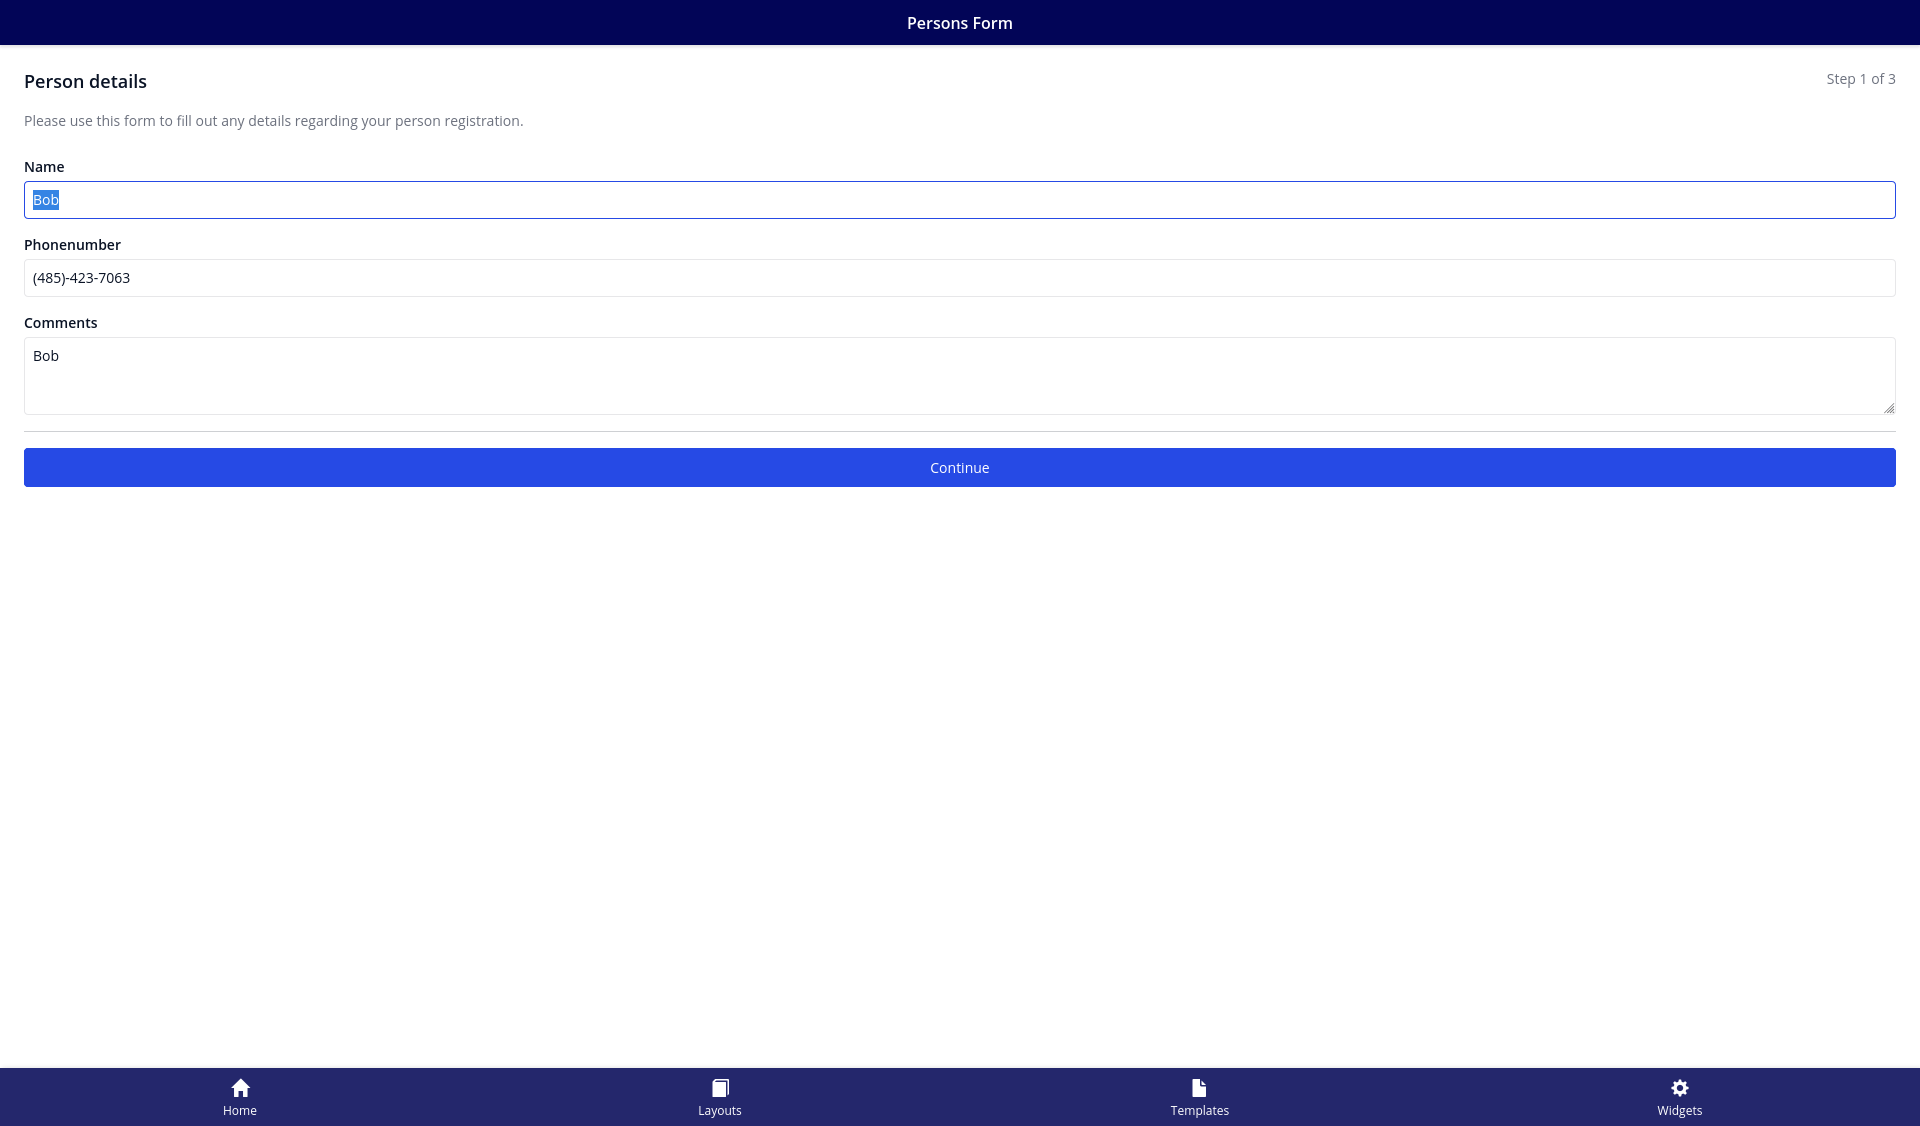 Persons Form
Person details
Step 1 of 3
Please use this form to fill out any details regarding your person registration.
Name
Bob
Phonenumber
(485)-423-7063
Comments
Bob
Continue
Home
Layouts
Templates
Widgets